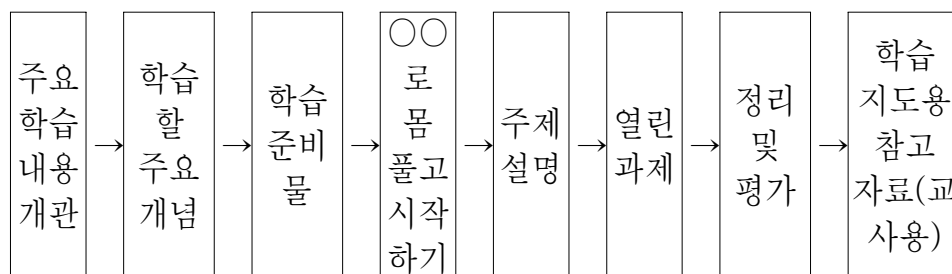 주요
학습
내용
개관
→
학습
할
주요
개념
→
학습
준비
물
→
○○
로
몸
풀고
시작
하기
→
주제
설명
→
열린
과제
→
정리
및
평가
→
학습
지도용
참고
자료(교
사용)